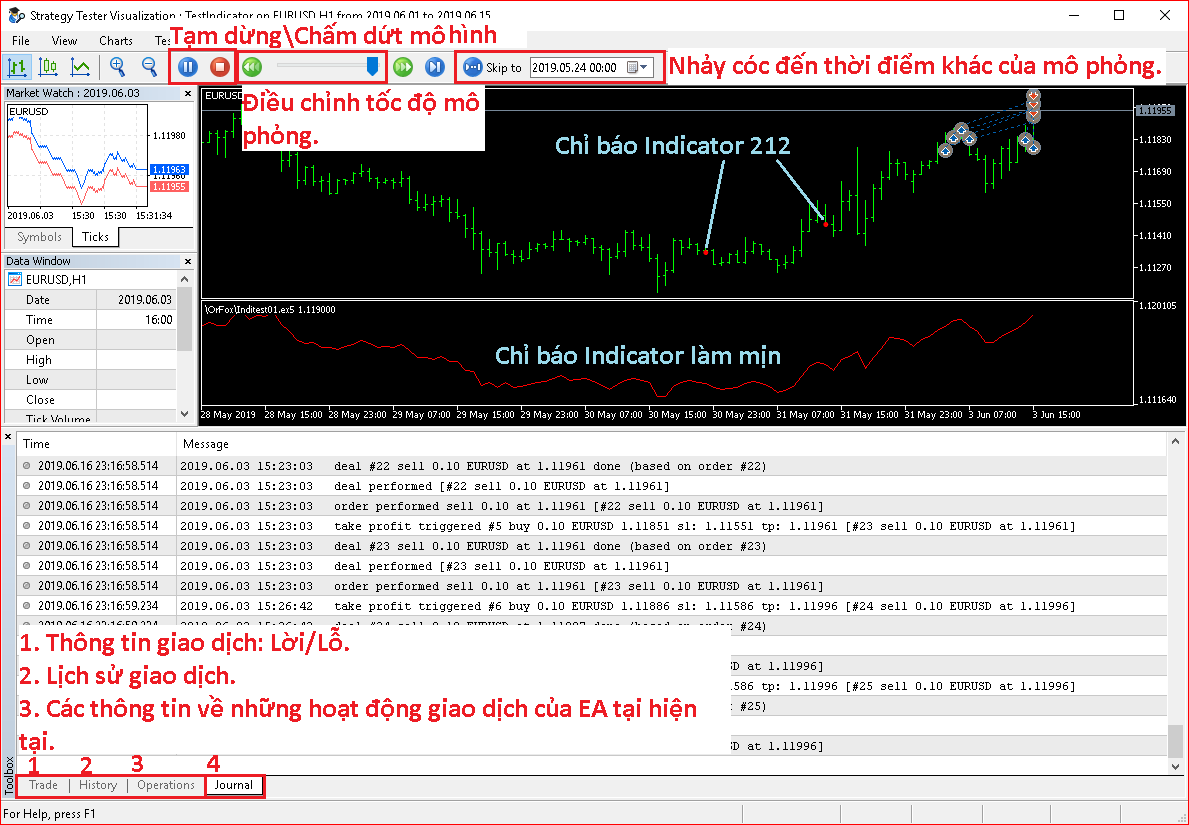 Strategy Tester Visualization : TestIndicator on EURUSD,H1 from 2019.06.01 to 2019.06.15
File View Charts
Tạm dừng\Chấm dứt mô hình
Skip to 2019.05.24 00:00
Nhảy cóc đến thời điểm khác của mô phỏng.
Điều chỉnh tốc độ mô
phỏng.
Market Watch : 2019.06.03
EURUSD
1.11980
1.11963
1.11960
1.11955
2019.06.03 15:30 15:30 15:31:34
Symbols Ticks
Data Window
EURUSD,H1
Date 2019.06.03
Time 16:00
Open
High
Low
Close
Tick Volume
Chỉ báo Indicator 212
1.11955
1.11830
1.11690
1.11550
1.11410
1.11270
\OrFox\Inditest01.ex5 1.119000
1.120105
Chỉ báo Indicator làm mịn
1.111640
28 May 2019 28 May 15:00 28 May 23:00 29 May 07:00 29 May 15:00 29 May 23:00 30 May 07:00 30 May 15:00 30 May 23:00 31 May 07:00 31 May 15:00 31 May 23:00 3 Jun 07:00 3 Jun 15:00
Time Message
2019.06.16 23:16:58.514 2019.06.03 15:23:03 deal #22 sell 0.10 EURUSD at 1.11961 done (based on order #22)
2019.06.16 23:16:58.514 2019.06.03 15:23:03 deal performed [#22 sell 0.10 EURUSD at 1.11961]
2019.06.16 23:16:58.514 2019.06.03 15:23:03 order performed sell 0.10 at 1.11961 [#22 sell 0.10 EURUSD at 1.11961]
2019.06.16 23:16:58.514 2019.06.03 15:23:03 take profit triggered #5 buy 0.10 EURUSD 1.11851 sl: 1.11551 tp: 1.11961 [#23 sell 0.10 EURUSD at 1.11961]
2019.06.16 23:16:58.514 2019.06.03 15:23:03 deal #23 sell 0.10 EURUSD at 1.11961 done (based on order #23)
2019.06.16 23:16:58.514 2019.06.03 15:23:03 deal performed [#23 sell 0.10 EURUSD at 1.11961]
2019.06.16 23:16:58.514 2019.06.03 15:23:03 order performed sell 0.10 at 1.11961 [#23 sell 0.10 EURUSD at 1.11961]
2019.06.16 23:16:59.234 2019.06.03 15:26:42 take profit triggered #6 buy 0.10 EURUSD 1.11886 sl: 1.11586 tp: 1.11996 [#24 sell 0.10 EURUSD at 1.11996]
#24)
1. Thông tin giao dịch: Lời/Lỗ.
at 1.11996]
2. Lịch sử giao dịch.
tp: 1.11996 [#25 sell 0.10 EURUSD at 1.11996]
3. Các thông tin về những hoạt động giao dịch của EA tại hiện
#25)
tại.
at 1.11996]
1 2 3 4
Toolbox
Trade History Operations Journal
For Help, press F1